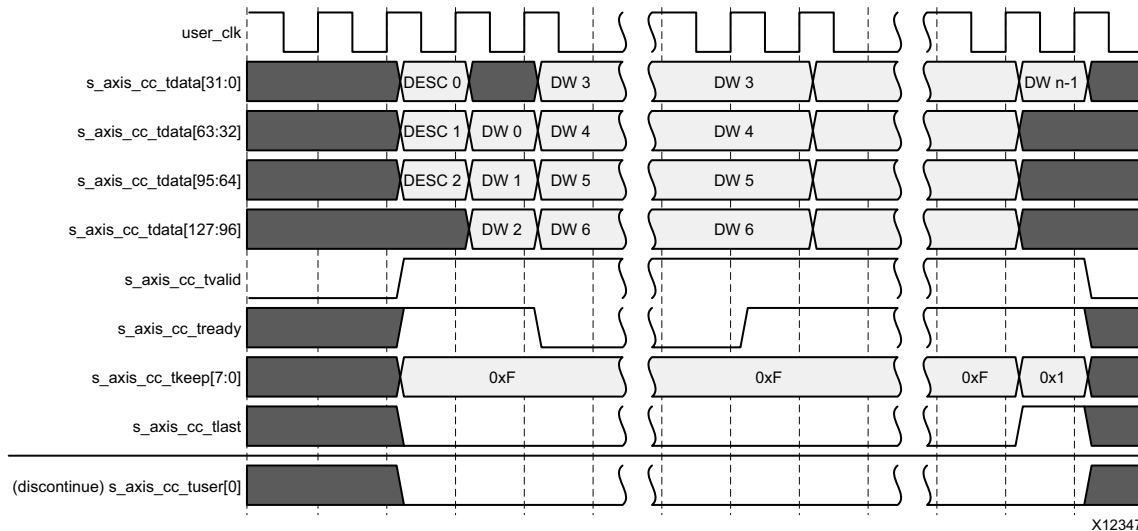 user_clk
s_axis_cc_tdata[31:0] DESC 0 DW 3 DW 3 DW n-1
s_axis_cc_tdata[63:32] DESC 1 DW 0 DW 4 DW 4
s_axis_cc_tdata[95:64] DESC 2 DW 1 DW 5 DW 5
s_axis_cc_tdata[127:96] DW 2 DW 6 DW 6
s_axis_cc_tvalid
s_axis_cc_tready
s_axis_cc_tkeep[7:0] 0xF 0xF 0xF 0x1
s_axis_cc_tlast
(discontinue) s_axis_cc_tuser[0]
X12347